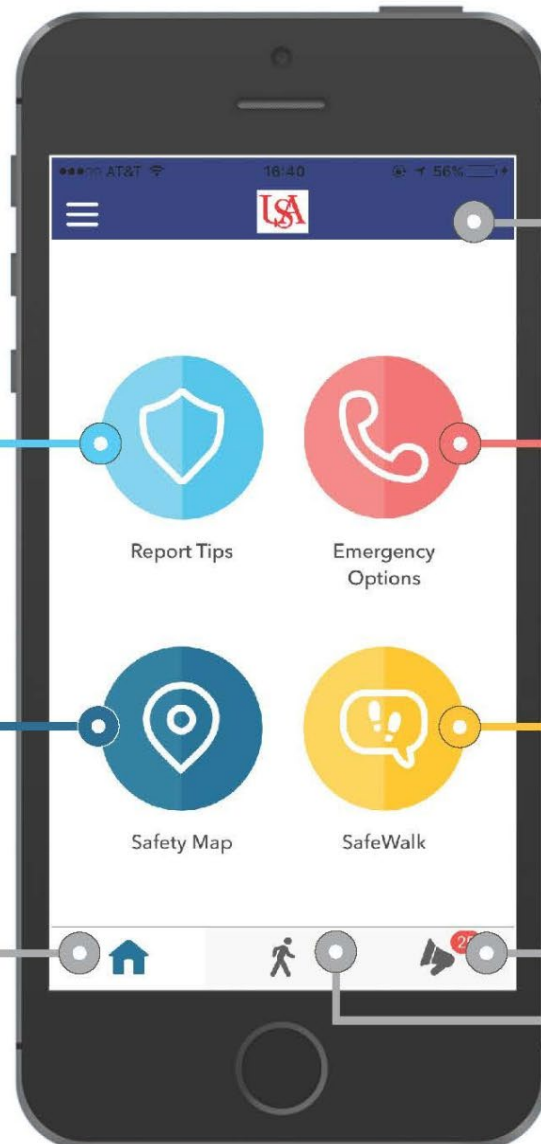 AT&T 16:40 56%
USA
Report Tips
Emergency
Options
Safety Map
SafeWalk